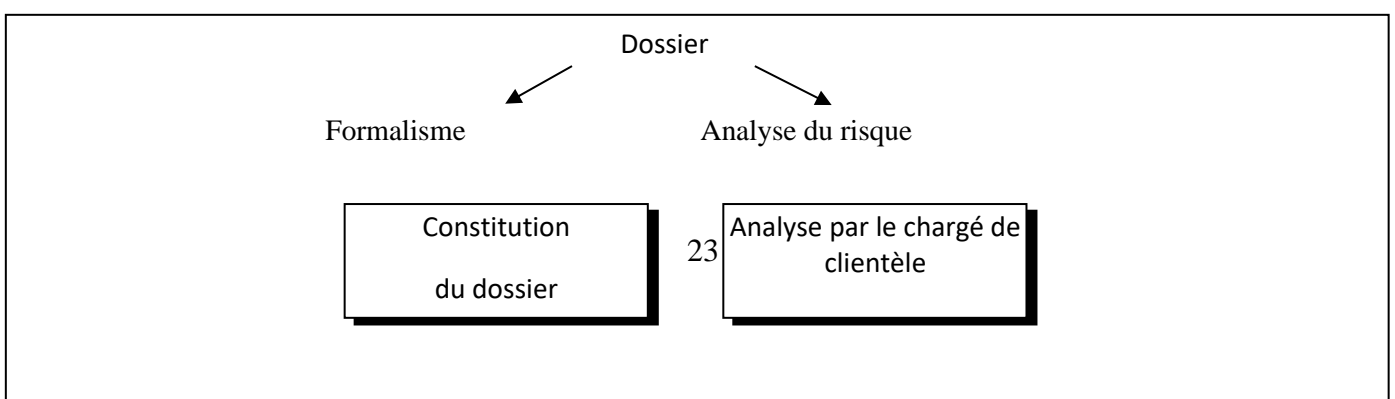 Dossier
Formalisme
Analyse du risque
Constitution
du dossier
23
Analyse par le chargé de
clientèle